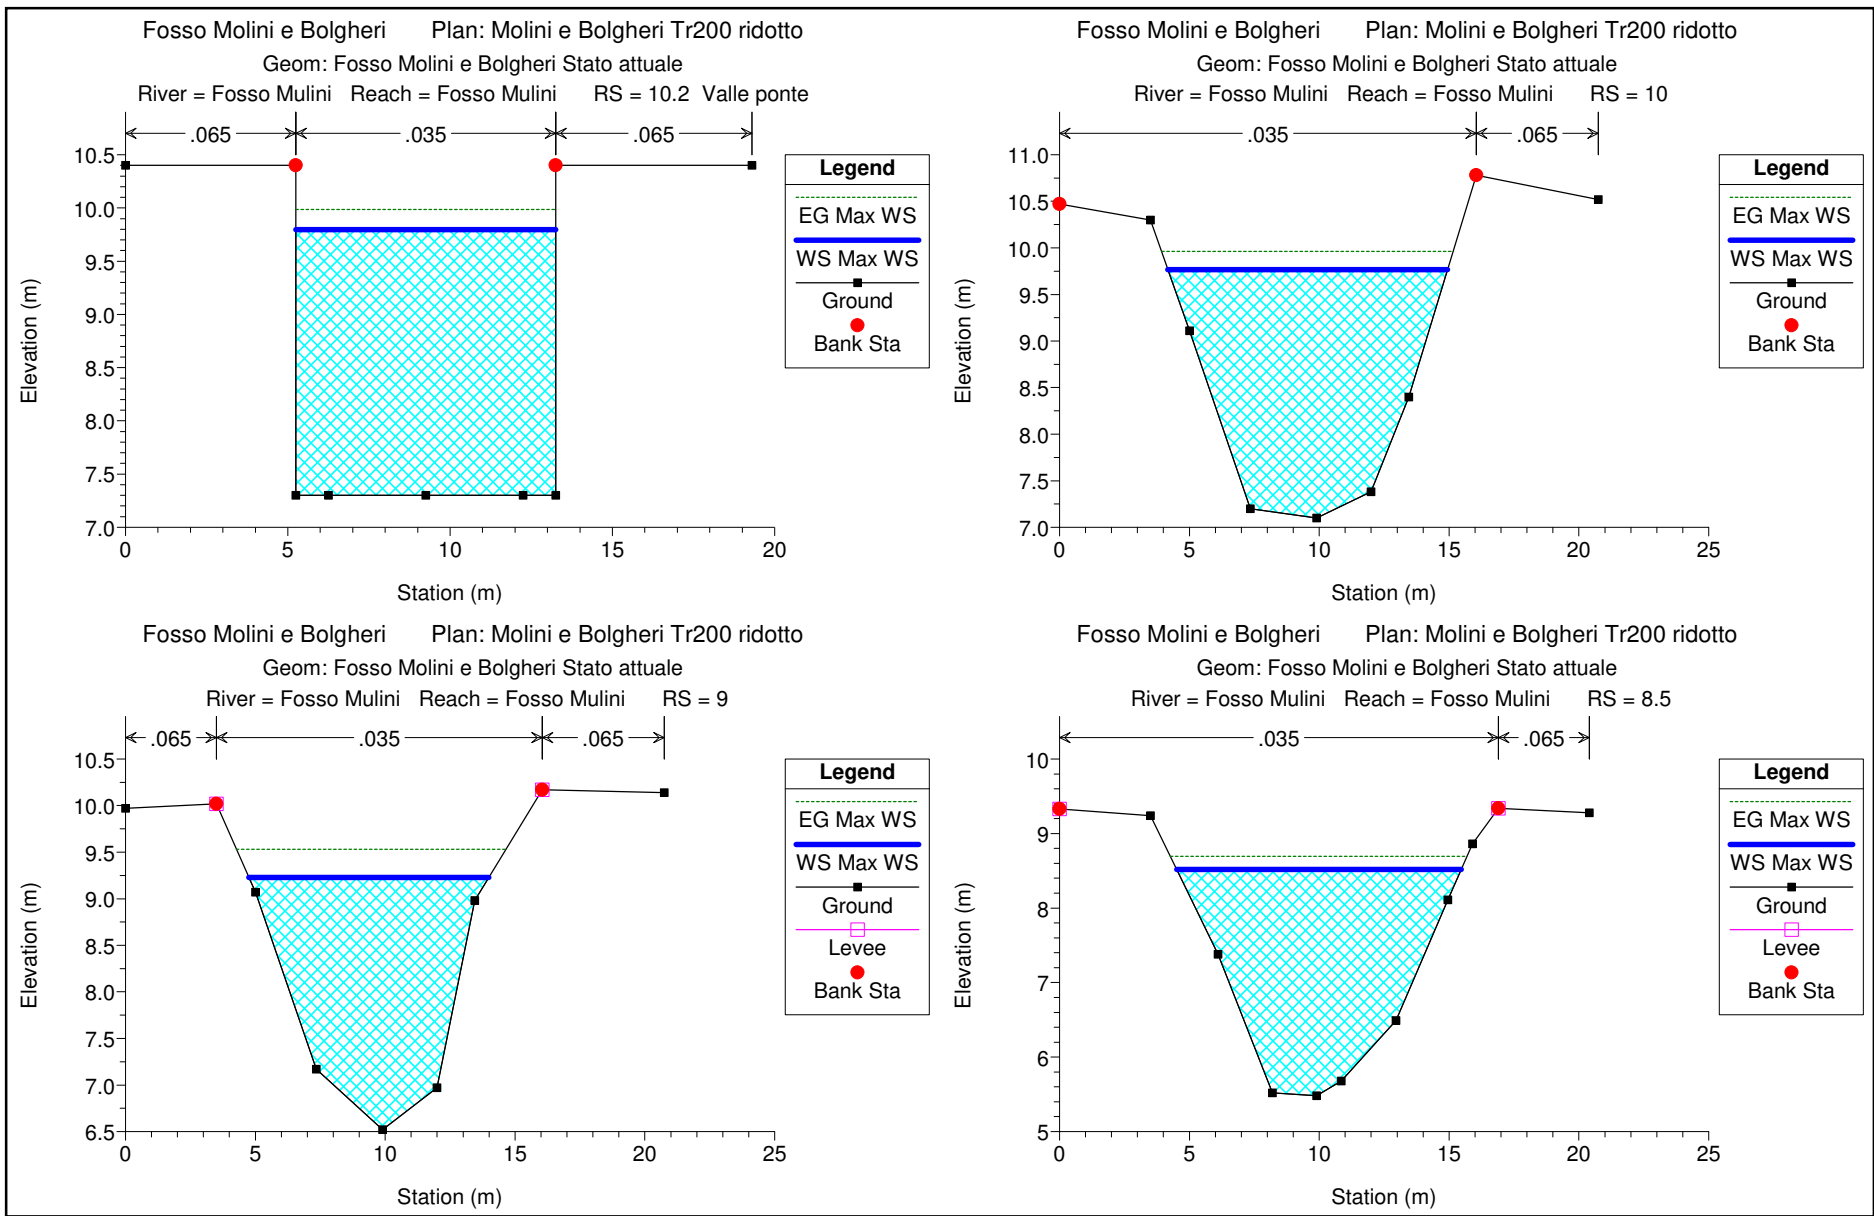 Fosso Molini e Bolgheri Plan: Molini e Bolgheri Tr200 ridotto
Geom: Fosso Molini e Bolgheri Stato attuale
River = Fosso Mulini Reach = Fosso Mulini RS = 10.2 Valle ponte
.065 .035 .065
10.5
10.0
9.5
9.0
8.5
8.0
7.5
7.0
0 5 10 15 20
Station (m)
Elevation (m)
Legend
EG Max WS
WS Max WS
Ground
Bank Sta
Fosso Molini e Bolgheri Plan: Molini e Bolgheri Tr200 ridotto
Geom: Fosso Molini e Bolgheri Stato attuale
River = Fosso Mulini Reach = Fosso Mulini RS = 10
.035 .065
11.0
10.5
10.0
9.5
9.0
8.5
8.0
7.5
7.0
0 5 10 15 20 25
Station (m)
Elevation (m)
Legend
EG Max WS
WS Max WS
Ground
Bank Sta
Fosso Molini e Bolgheri Plan: Molini e Bolgheri Tr200 ridotto
Geom: Fosso Molini e Bolgheri Stato attuale
River = Fosso Mulini Reach = Fosso Mulini RS = 9
.065 .035 .065
10.5
10.0
9.5
9.0
8.5
8.0
7.5
7.0
6.5
0 5 10 15 20 25
Station (m)
Elevation (m)
Legend
EG Max WS
WS Max WS
Ground
Levee
Bank Sta
Fosso Molini e Bolgheri Plan: Molini e Bolgheri Tr200 ridotto
Geom: Fosso Molini e Bolgheri Stato attuale
River = Fosso Mulini Reach = Fosso Mulini RS = 8.5
.035 .065
10
9
8
7
6
5
0 5 10 15 20 25
Station (m)
Elevation (m)
Legend
EG Max WS
WS Max WS
Ground
Levee
Bank Sta